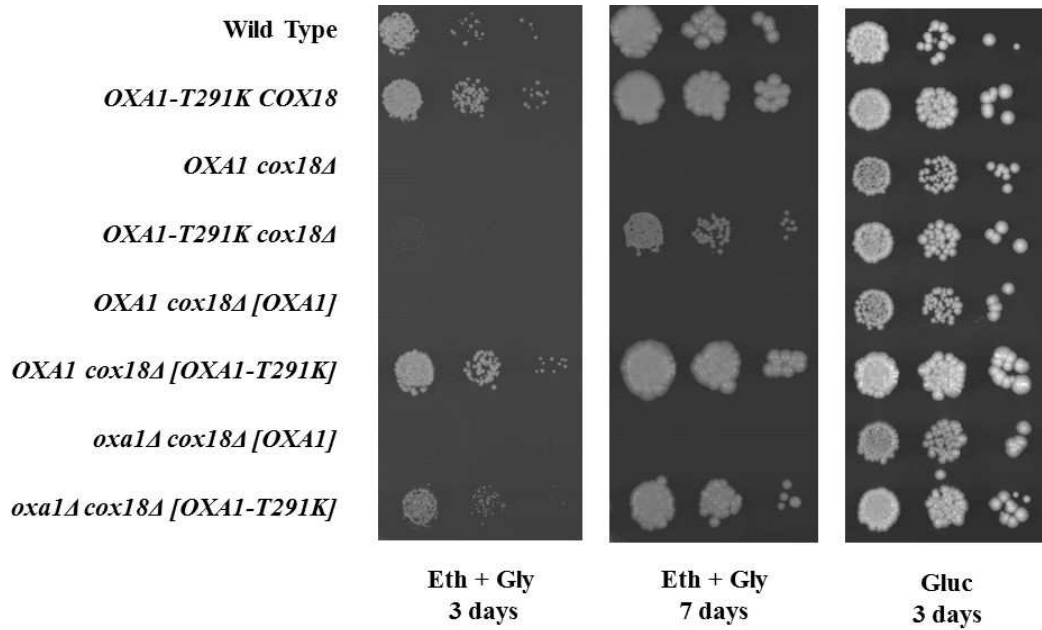 Wild Type
OXA1-T291K COX18
OXA1 cox18Δ
OXA1-T291K cox18Δ
OXA1 cox18Δ [OXA1]
OXA1 cox18Δ [OXA1-T291K]
oxa1Δ cox18Δ [OXA1]
oxa1Δ cox18Δ [OXA1-T291K]
Eth + Gly Eth + Gly Gluc
3 days 7 days 3 days